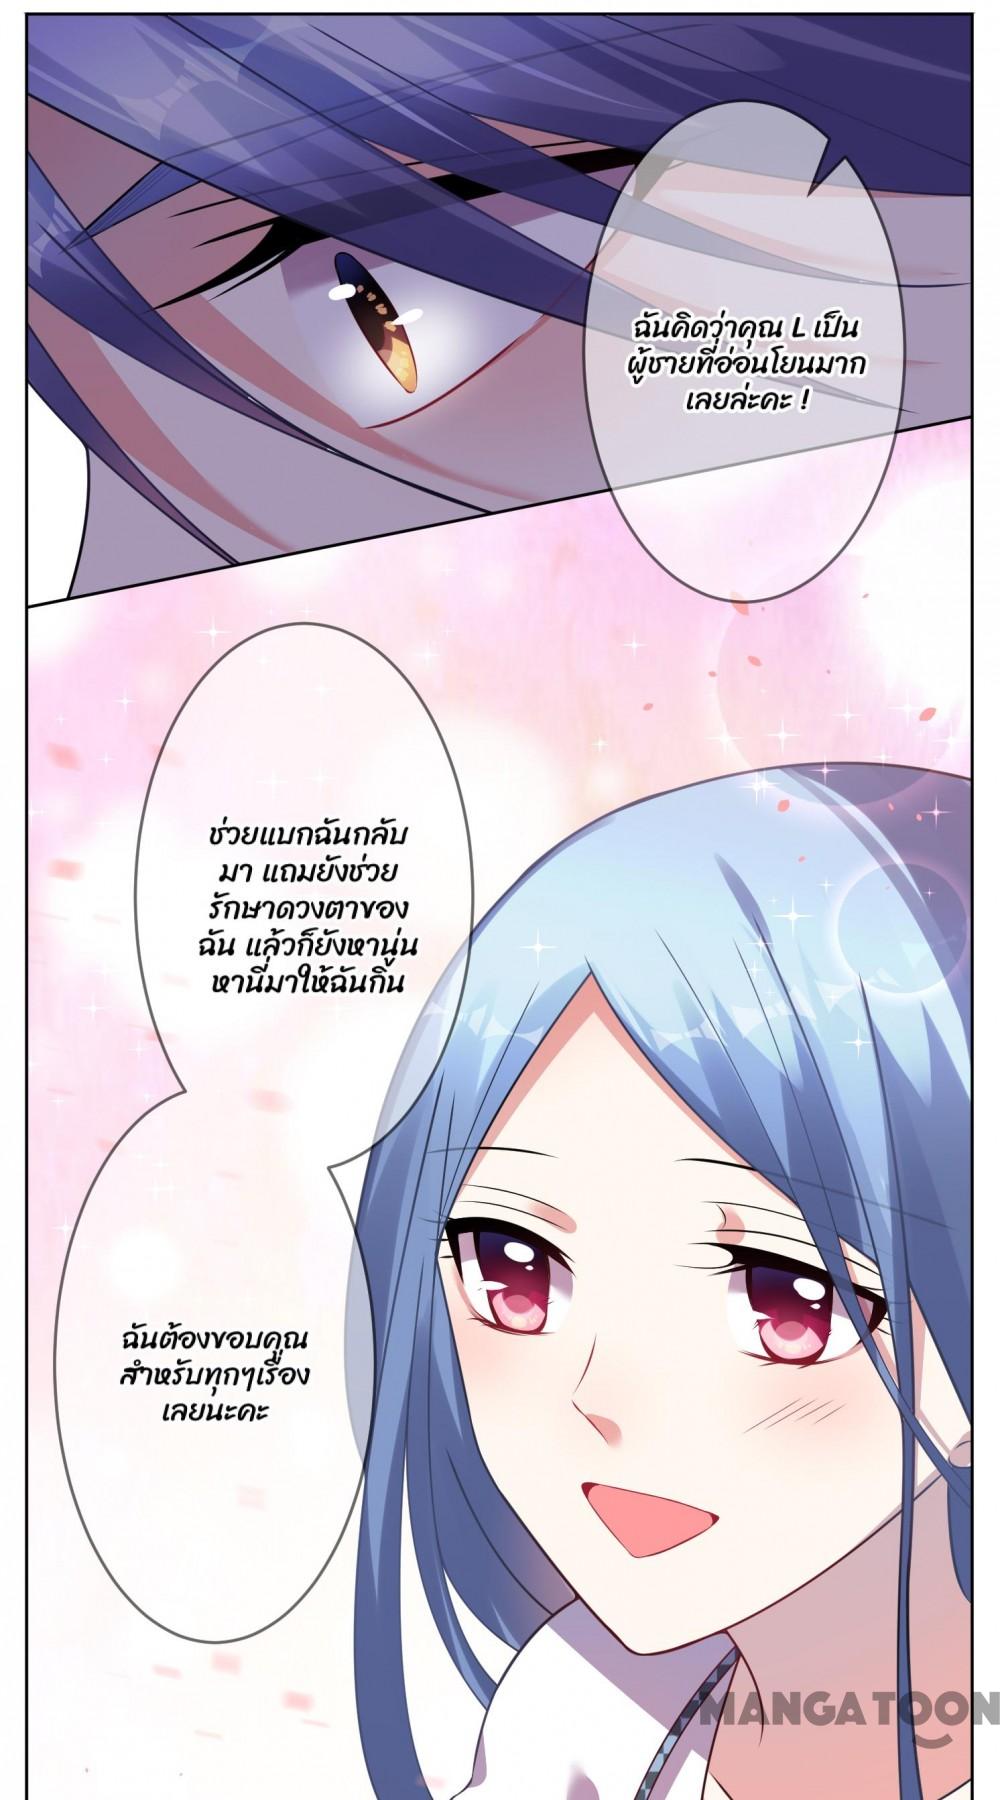 ฉันคิดว่าคุณ L เป็น
ผู้ชายที่อ่อนโยนมาก
เลยล่ะคะ !
ช่วยแบกฉันกลับ
มา แถมยังช่วย
รักษาดวงตาของ
ฉัน แล้วก็ยังหานู่น
หานี่มาให้ฉันกิน
ฉันต้องขอบคุณ
สำหรับทุกๆเรื่อง
เลยนะคะ
MANGATOON